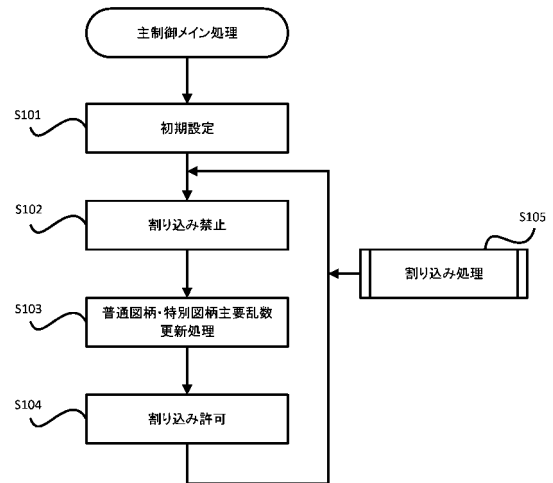 主制御メイン処理
S101
初期設定
S102
割り込み禁止
S105
割り込み処理
S103
普通図柄・特別図柄主要乱数
更新処理
S104
割り込み許可